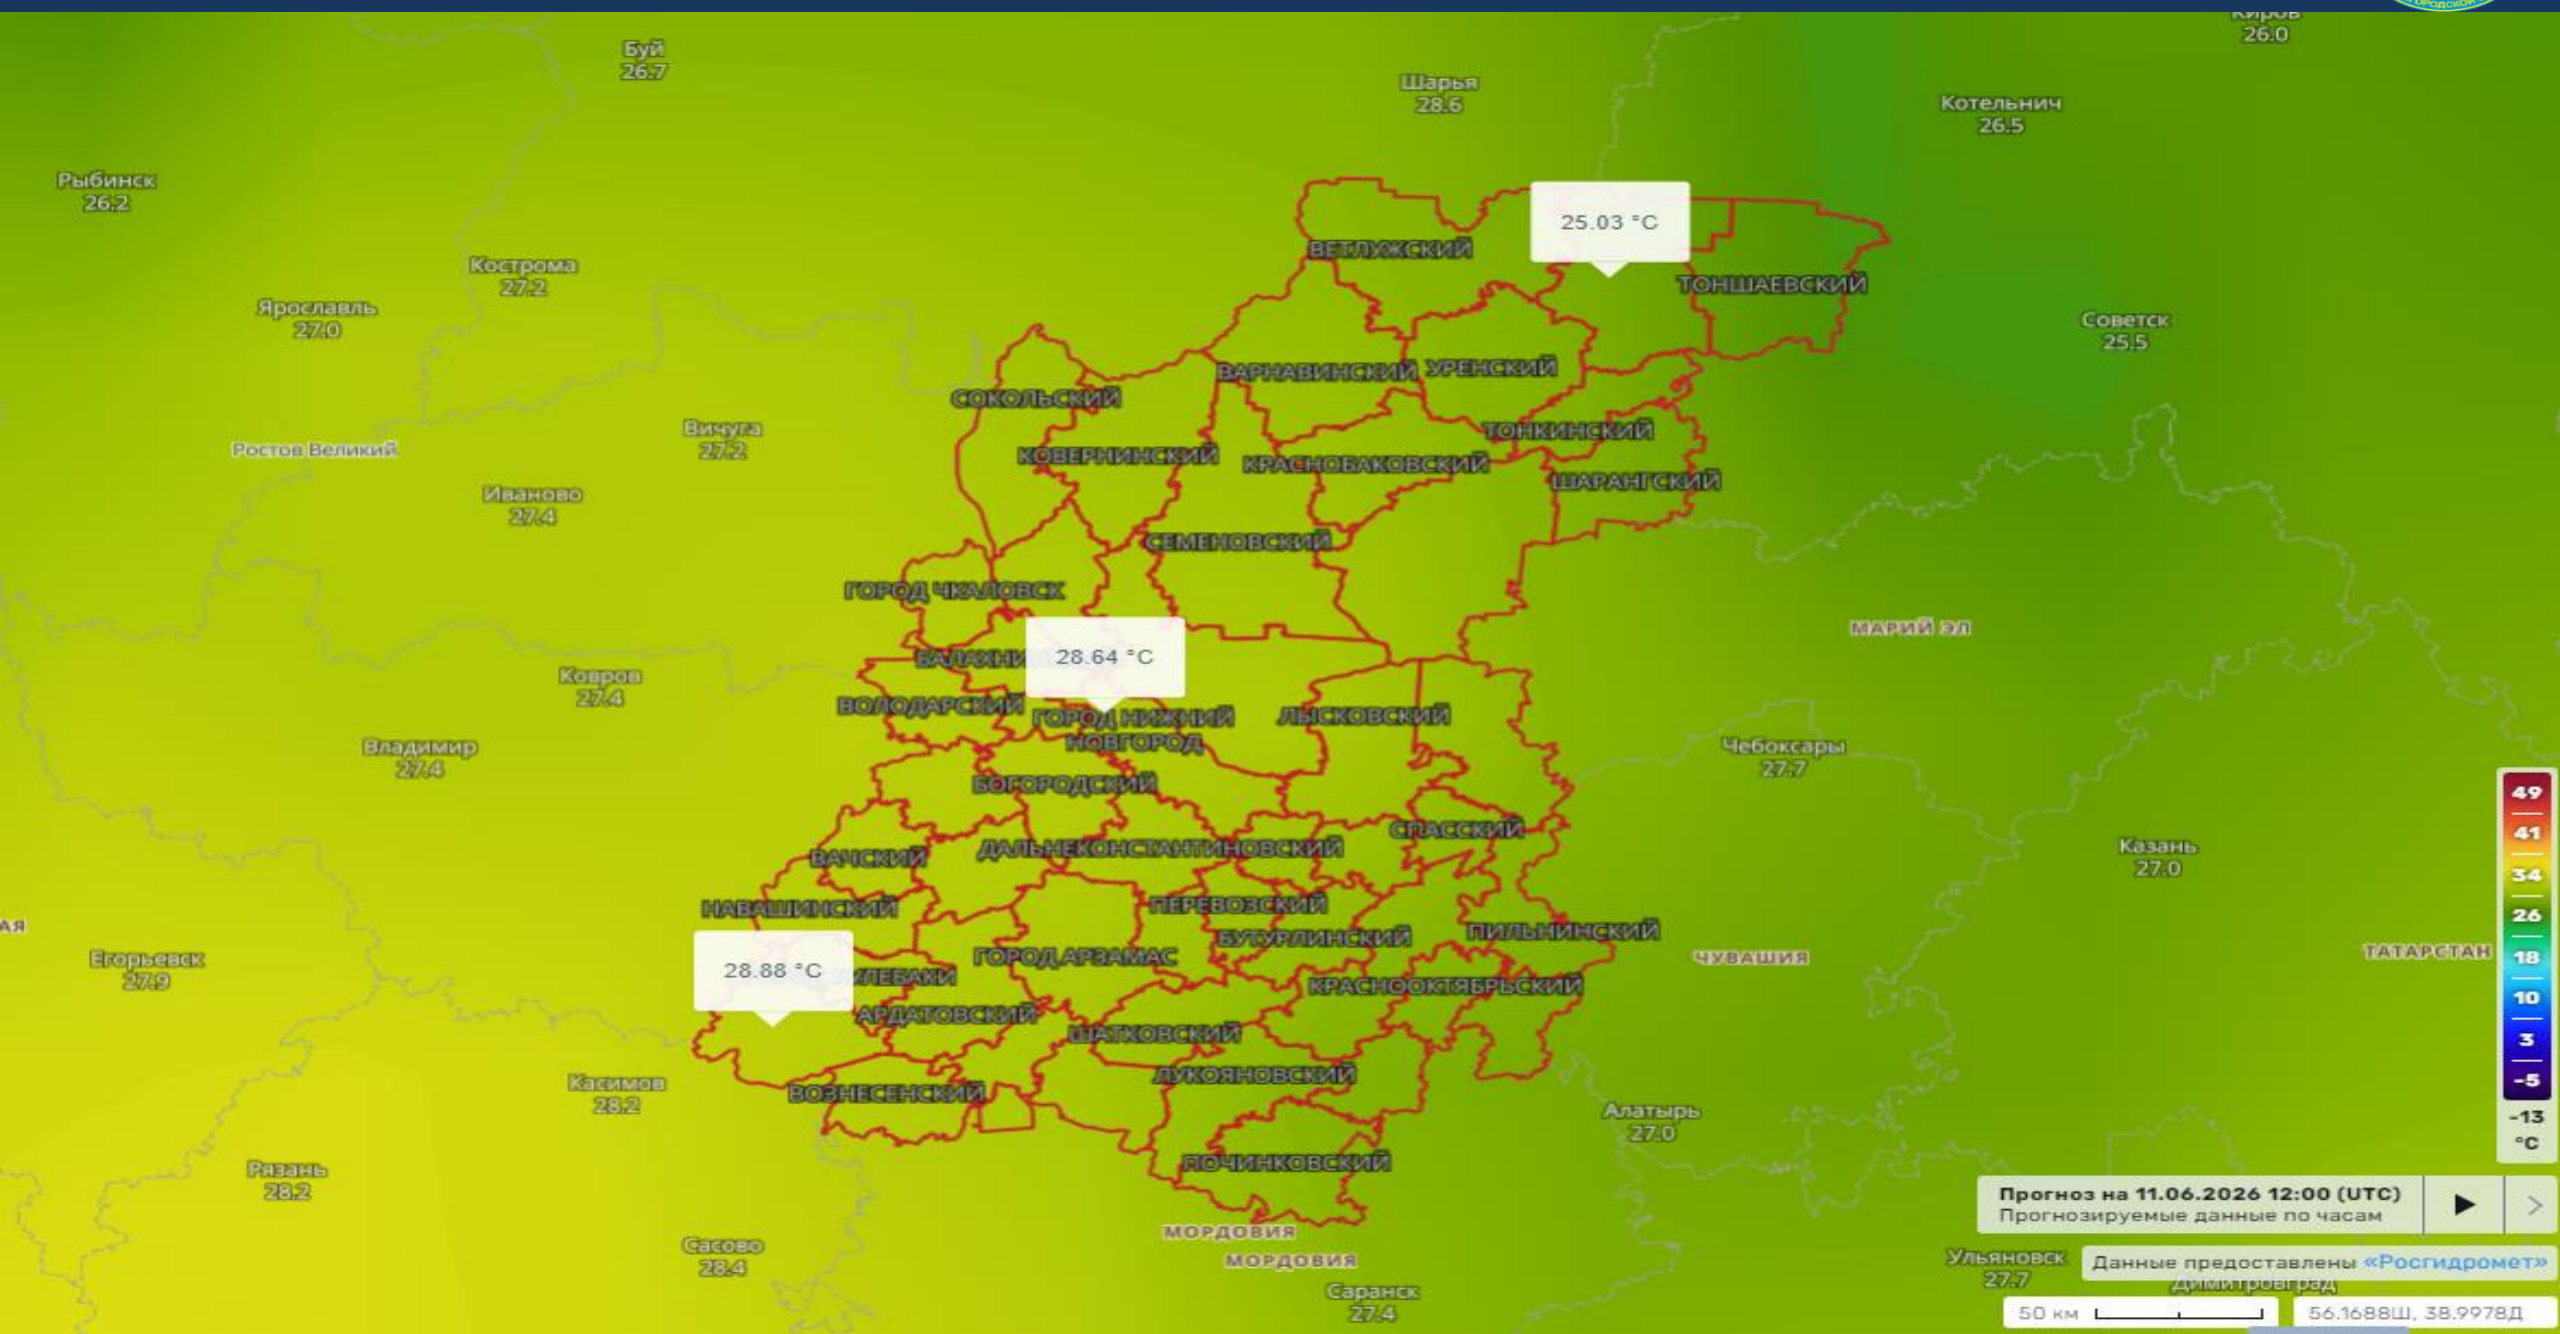 ГОРОДСКОЙ
Киров
26.0
Буй
26.7
Шарья
28.6
Котельнич
26.5
Рыбинск
26.2
25.03 °C
ВЕТЛУЖСКИЙ
Кострома
27.2
ТОНШАЕВСКИЙ
Ярославль
27.0
Советск
25.5
ВАРНАВИНСКИЙ
УРЕНСКИЙ
СОКОЛЬСКИЙ
Вичуга
27.2
ТОНКИНСКИЙ
Ростов Великий
КОВЕРНИНСКИЙ
КРАСНОБАКОВСКИЙ
ШАРАНГСКИЙ
Иваново
27.4
СЕМЕНОВСКИЙ
ГОРОД ЧКАЛОВСК
МАРИЙ ЭЛ
БАЛАХНИ
28.64 °C
Ковров
27.4
ВОЛОДАРСКИЙ
ГОРОД НИЖНИЙ
НОВГОРОД
ЛЫСКОВСКИЙ
Владимир
27.4
Чебоксары
27.7
БОГОРОДСКИЙ
49
41
34
26
18
10
3
-5
-13
°C
СПАССКИЙ
ВАЧСКИЙ
ДАЛЬНЕКОНСТАНТИНОВСКИЙ
Казань
27.0
НАВАШИНСКИЙ
ПЕРЕВОЗСКИЙ
АЯ
БУТУРЛИНСКИЙ
ПИЛЬНИНСКИЙ
ТАТАРСТАН
Егорьевск
27.9
28.88 °C
УЛЕБАКИ
ГОРОД АРЗАМАС
ЧУВАШИЯ
КРАСНООКТЯБРЬСКИЙ
АРДАТОВСКИЙ
ШАТКОВСКИЙ
Касимов
28.2
ВОЗНЕСЕНСКИЙ
ЛУКОЯНОВСКИЙ
Алатырь
27.0
Рязань
28.2
ПОЧИНКОВСКИЙ
Прогноз на 11.06.2026 12:00 (UTC)
Прогнозируемые данные по часам
МОРДОВИЯ
МОРДОВИЯ
Сасово
28.4
Ульяновск
27.7
Данные предоставлены «Росгидромет»
Димитровград
Саранск
27.4
50 км
56.1688Ш, 38.9978Д